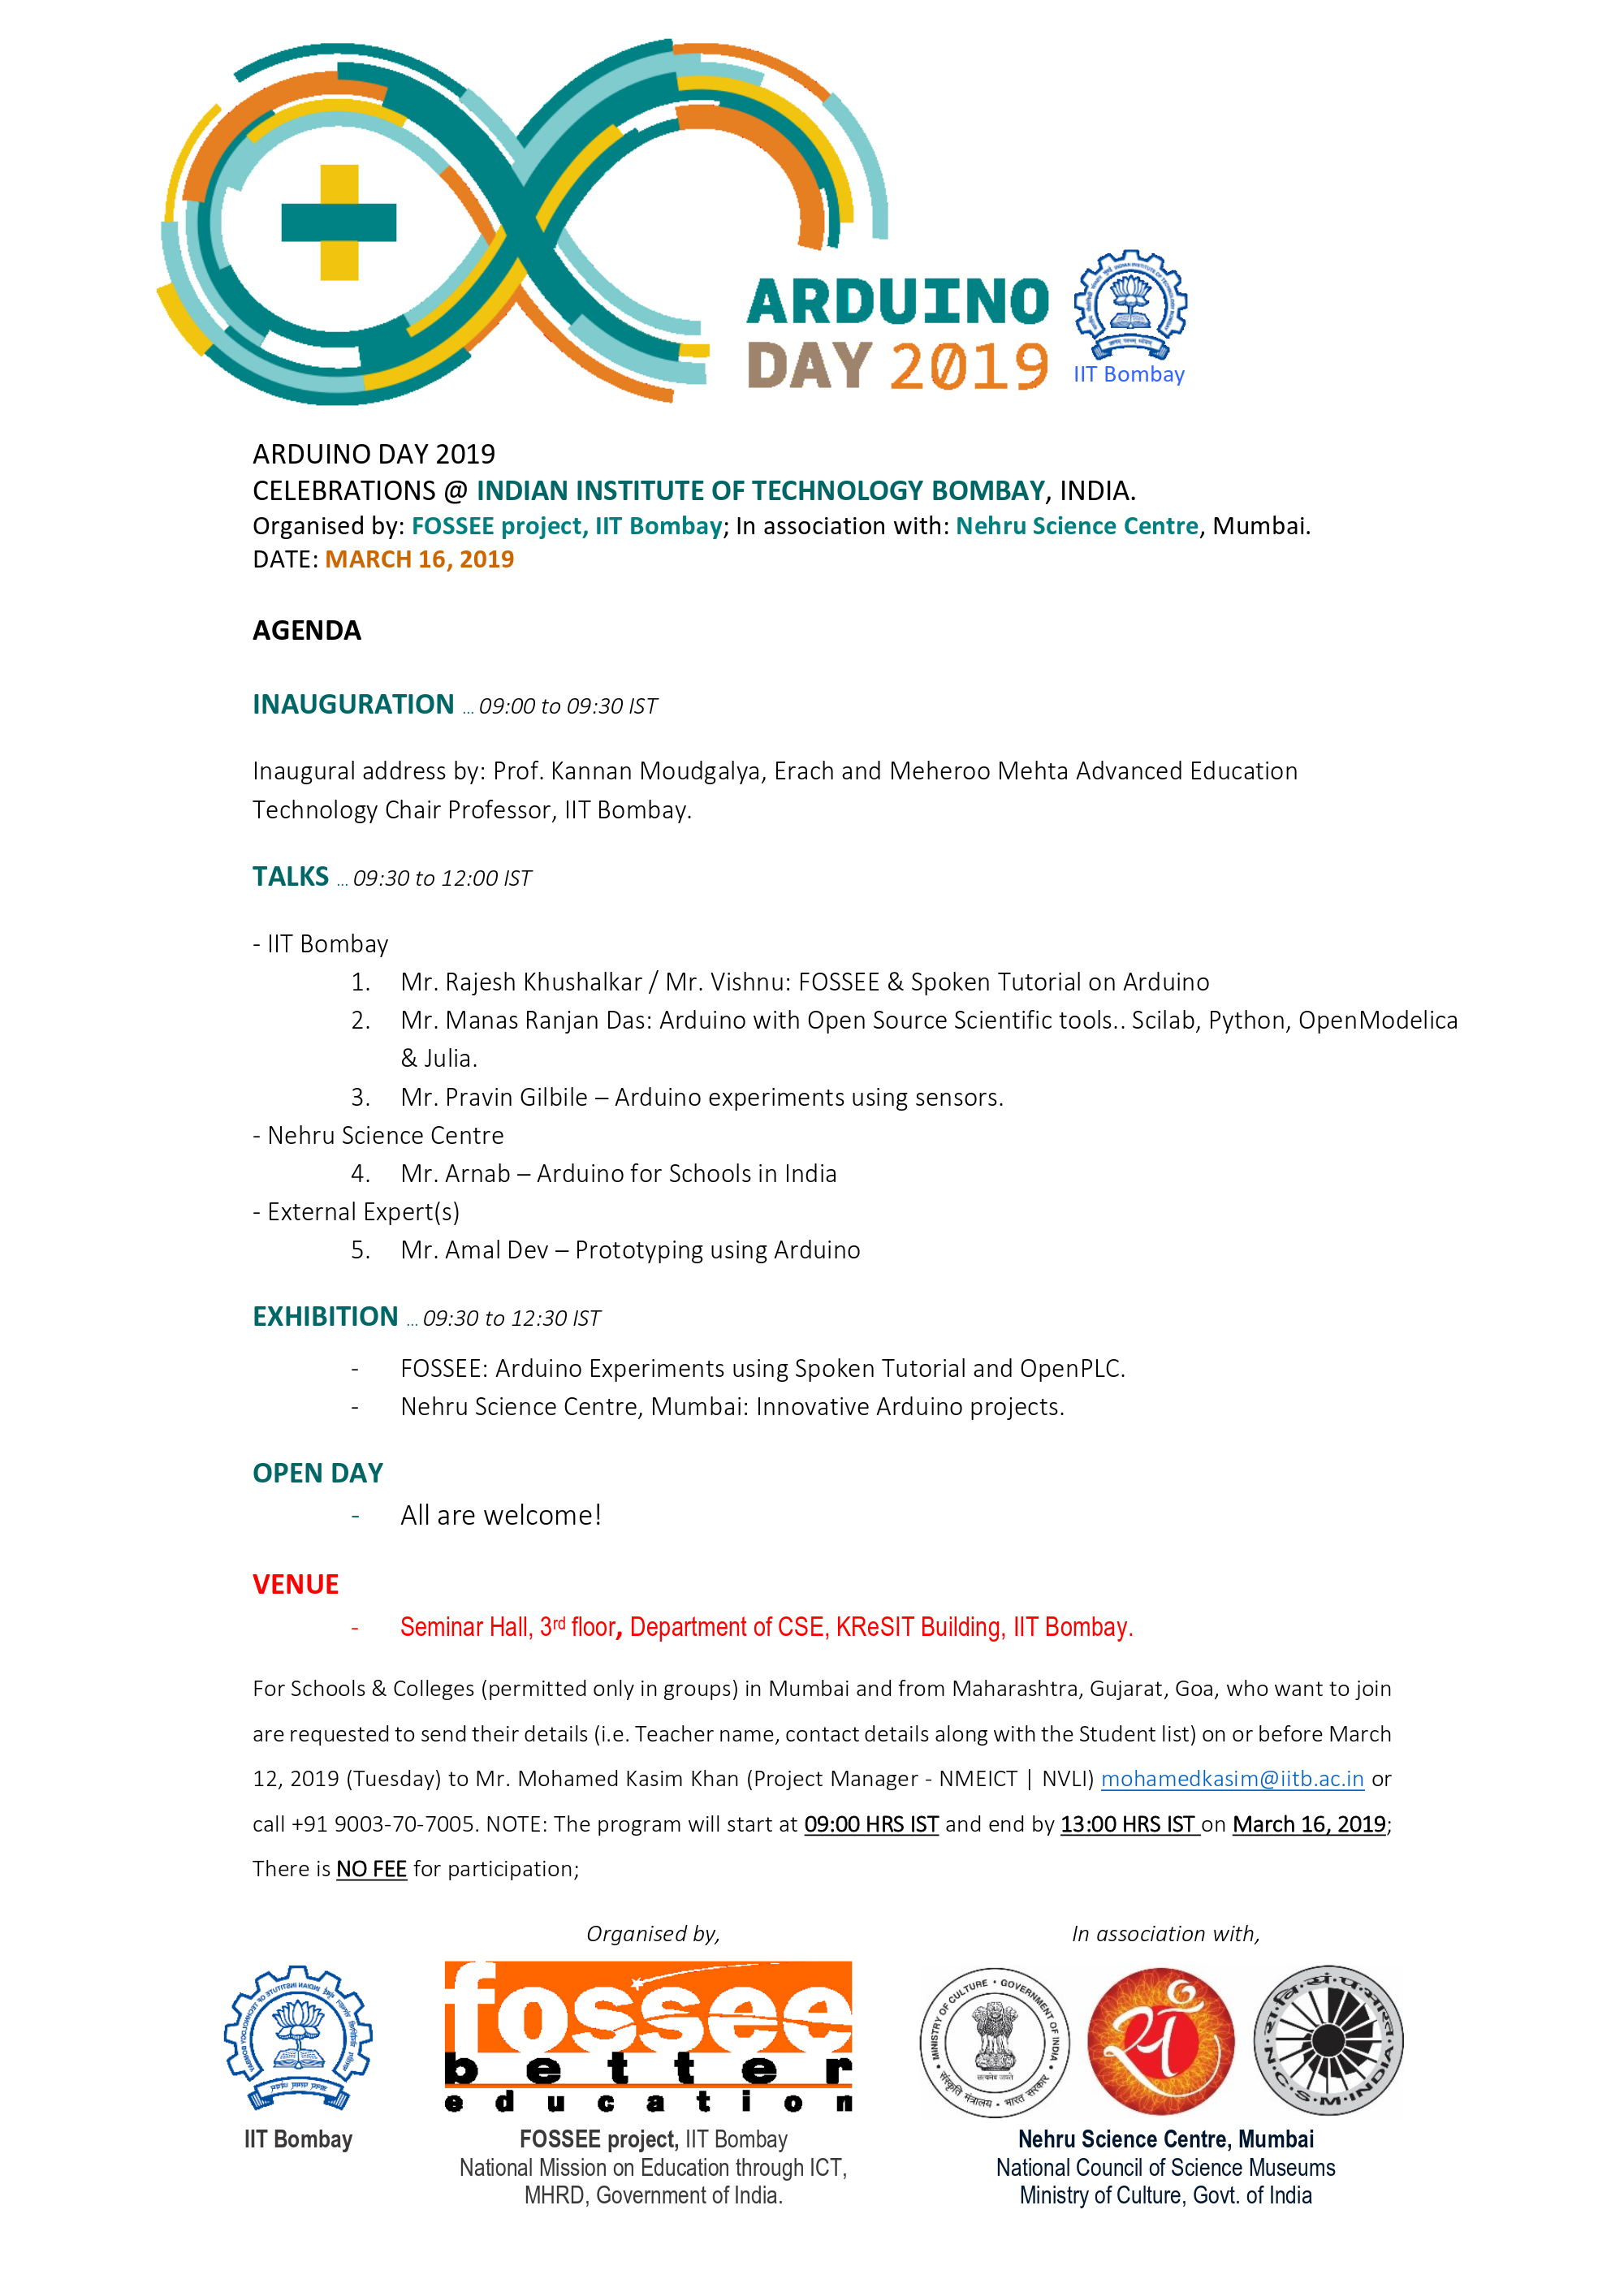 ARDUINO
DAY 2019
IIT Bombay
ARDUINO DAY 2019
CELEBRATIONS @ INDIAN INSTITUTE OF TECHNOLOGY BOMBAY, INDIA.
Organised by: FOSSEE project, IIT Bombay; In association with: Nehru Science Centre, Mumbai.
DATE: MARCH 16, 2019
AGENDA
INAUGURATION ... 09:00 to 09:30 IST
Inaugural address by: Prof. Kannan Moudgalya, Erach and Meheroo Mehta Advanced Education
Technology Chair Professor, IIT Bombay.
TALKS ... 09:30 to 12:00 IST
- IIT Bombay
1. Mr. Rajesh Khushalkar / Mr. Vishnu: FOSSEE & Spoken Tutorial on Arduino
2. Mr. Manas Ranjan Das: Arduino with Open Source Scientific tools.. Scilab, Python, OpenModelica
& Julia.
3. Mr. Pravin Gilbile – Arduino experiments using sensors.
- Nehru Science Centre
4. Mr. Arnab – Arduino for Schools in India
- External Expert(s)
5. Mr. Amal Dev – Prototyping using Arduino
EXHIBITION ... 09:30 to 12:30 IST
- FOSSEE: Arduino Experiments using Spoken Tutorial and OpenPLC.
- Nehru Science Centre, Mumbai: Innovative Arduino projects.
OPEN DAY
- All are welcome!
VENUE
- Seminar Hall, 3rd floor, Department of CSE, KReSIT Building, IIT Bombay.
For Schools & Colleges (permitted only in groups) in Mumbai and from Maharashtra, Gujarat, Goa, who want to join
are requested to send their details (i.e. Teacher name, contact details along with the Student list) on or before March
12, 2019 (Tuesday) to Mr. Mohamed Kasim Khan (Project Manager - NMEICT | NVLI) mohamedkasim@iitb.ac.in or
call +91 9003-70-7005. NOTE: The program will start at 09:00 HRS IST and end by 13:00 HRS IST on March 16, 2019;
There is NO FEE for participation;
Organised by,
In association with,
fossee
better
education
MINISTRY OF CULTURE • GOVERNMENT OF INDIA
संस्कृति मंत्रालय • भारत सरकार
सत्यमेव जयते
रा.वि.सं.प.भारत
N.C.S.M.INDIA
IIT Bombay
FOSSEE project, IIT Bombay
National Mission on Education through ICT,
MHRD, Government of India.
Nehru Science Centre, Mumbai
National Council of Science Museums
Ministry of Culture, Govt. of India